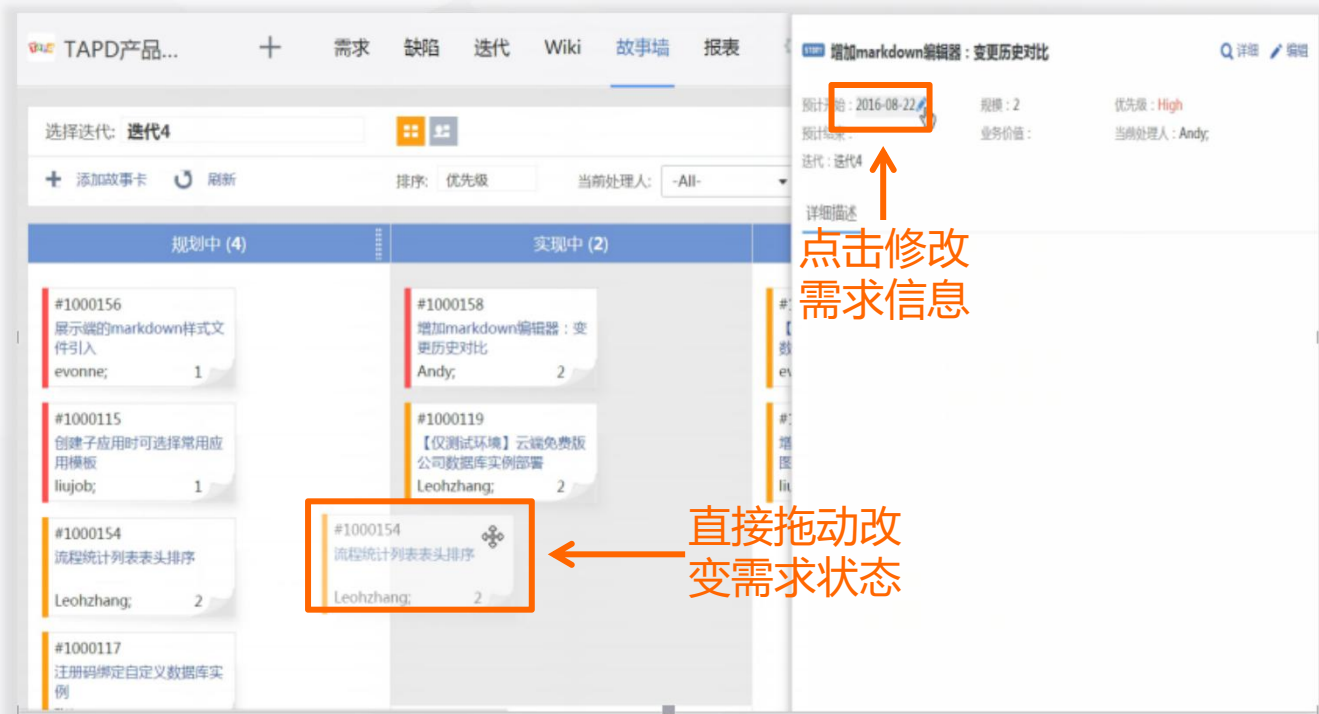 TAPD产品...
需求 缺陷 迭代 Wiki 故事墙 报表
选择迭代: 迭代4
添加故事卡 刷新
排序: 优先级 当前处理人: -All-
规划中 (4)
#1000156
展示端的markdown样式文
件引入
evonne; 1
#1000115
创建子应用时可选择常用应
用模板
liujob; 1
#1000154
流程统计列表表头排序
Leohzhang; 2
#1000117
注册码绑定自定义数据库实
例
实现中 (2)
#1000158
增加markdown编辑器：变
更历史对比
Andy; 2
#1000119
【仅测试环境】云端免费版
公司数据库实例部署
Leohzhang; 2
#1000154
流程统计列表表头排序
Leohzhang; 2
直接拖动改
变需求状态
STORY 增加markdown编辑器：变更历史对比
详细 编辑
预计开始：2016-08-22 规模：2 优先级：High
预计结束： 业务价值： 当前处理人：Andy;
迭代：迭代4
详细描述
点击修改
需求信息